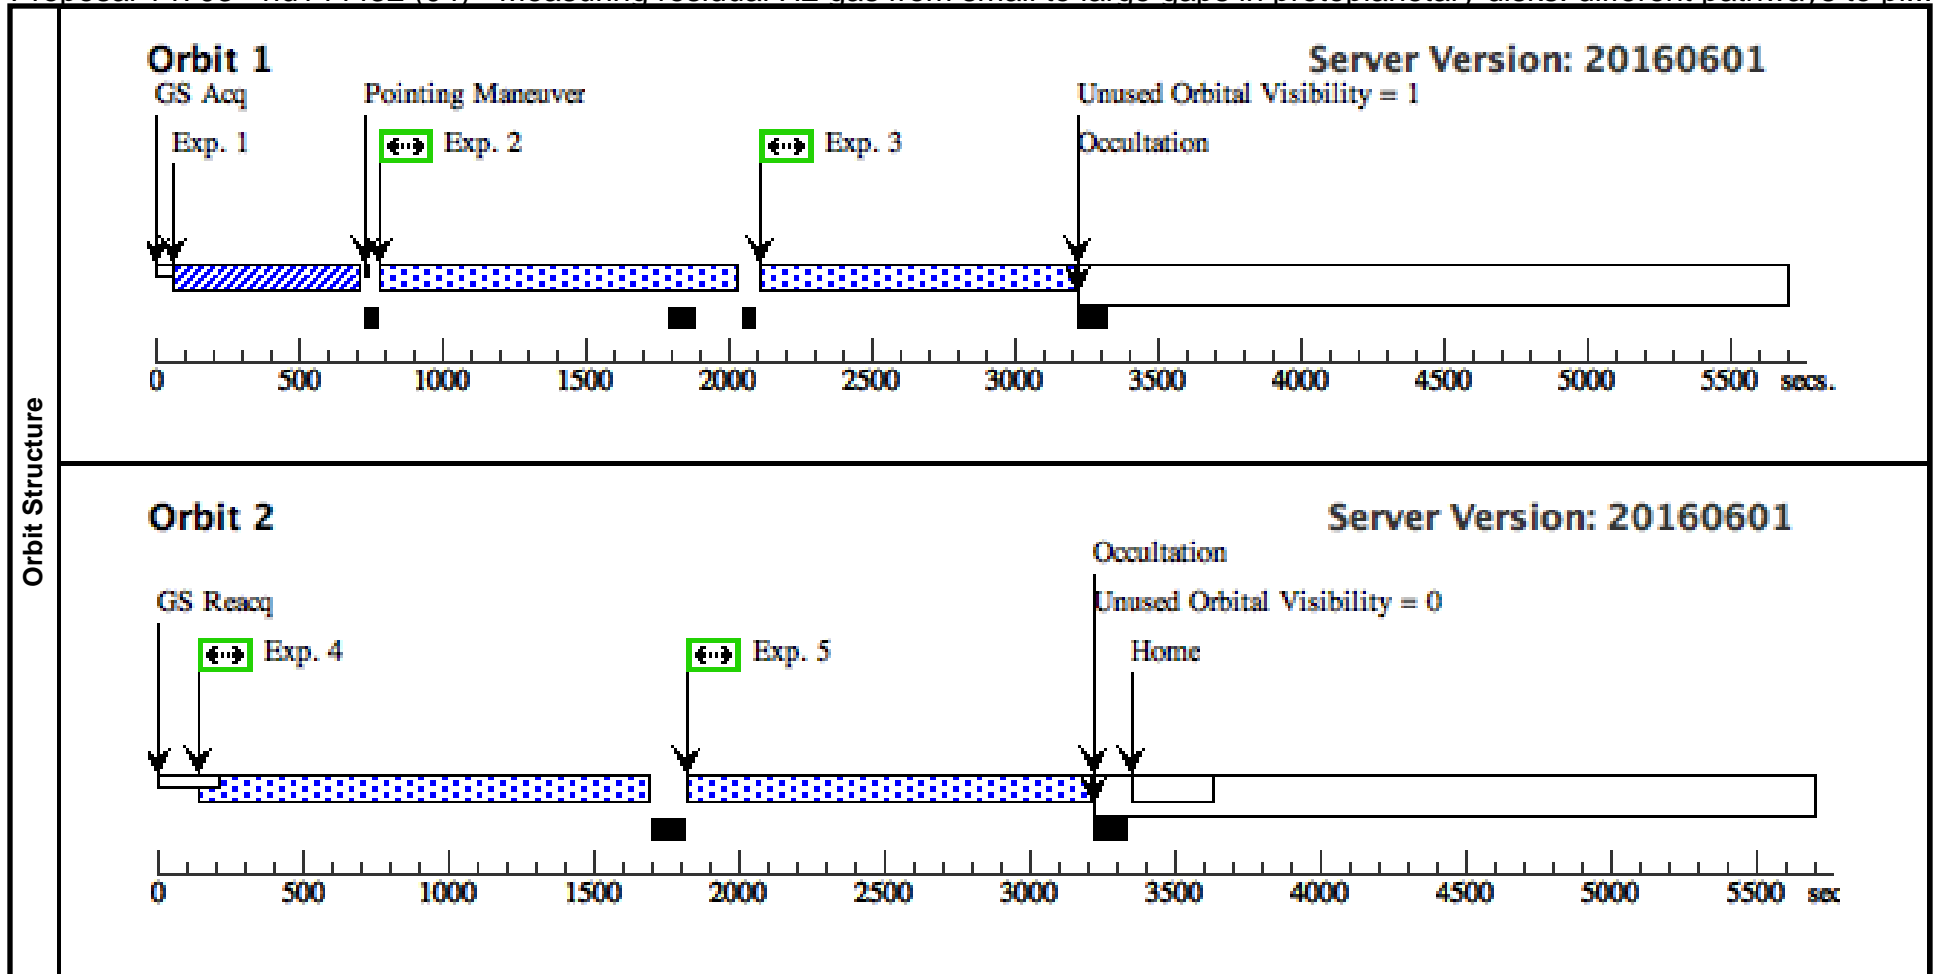 Orbit Structure
Orbit 1
Server Version: 20160601
GS Acq
Pointing Maneuver
Unused Orbital Visibility = 1
Exp. 1
Exp. 2
Exp. 3
Occultation
0 500 1000 1500 2000 2500 3000 3500 4000 4500 5000 5500 secs.
Orbit 2
Server Version: 20160601
Occultation
GS Reacq
Unused Orbital Visibility = 0
Exp. 4
Exp. 5
Home
0 500 1000 1500 2000 2500 3000 3500 4000 4500 5000 5500 sec